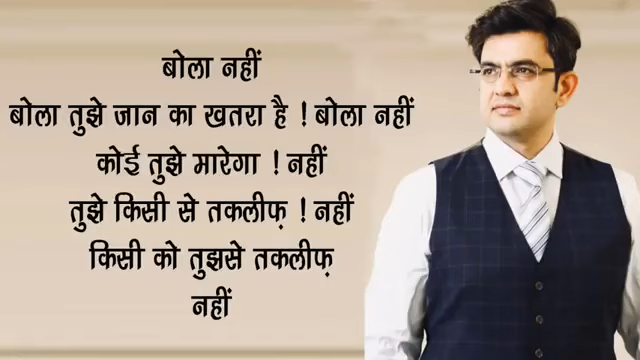 बोला नहीं
बोला तुझे जान का खतरा है ! बोला नहीं
कोई तुझे मारेगा ! नहीं
तुझे किसी से तकलीफ़ ! नहीं
किसी को तुझसे तकलीफ़
नहीं